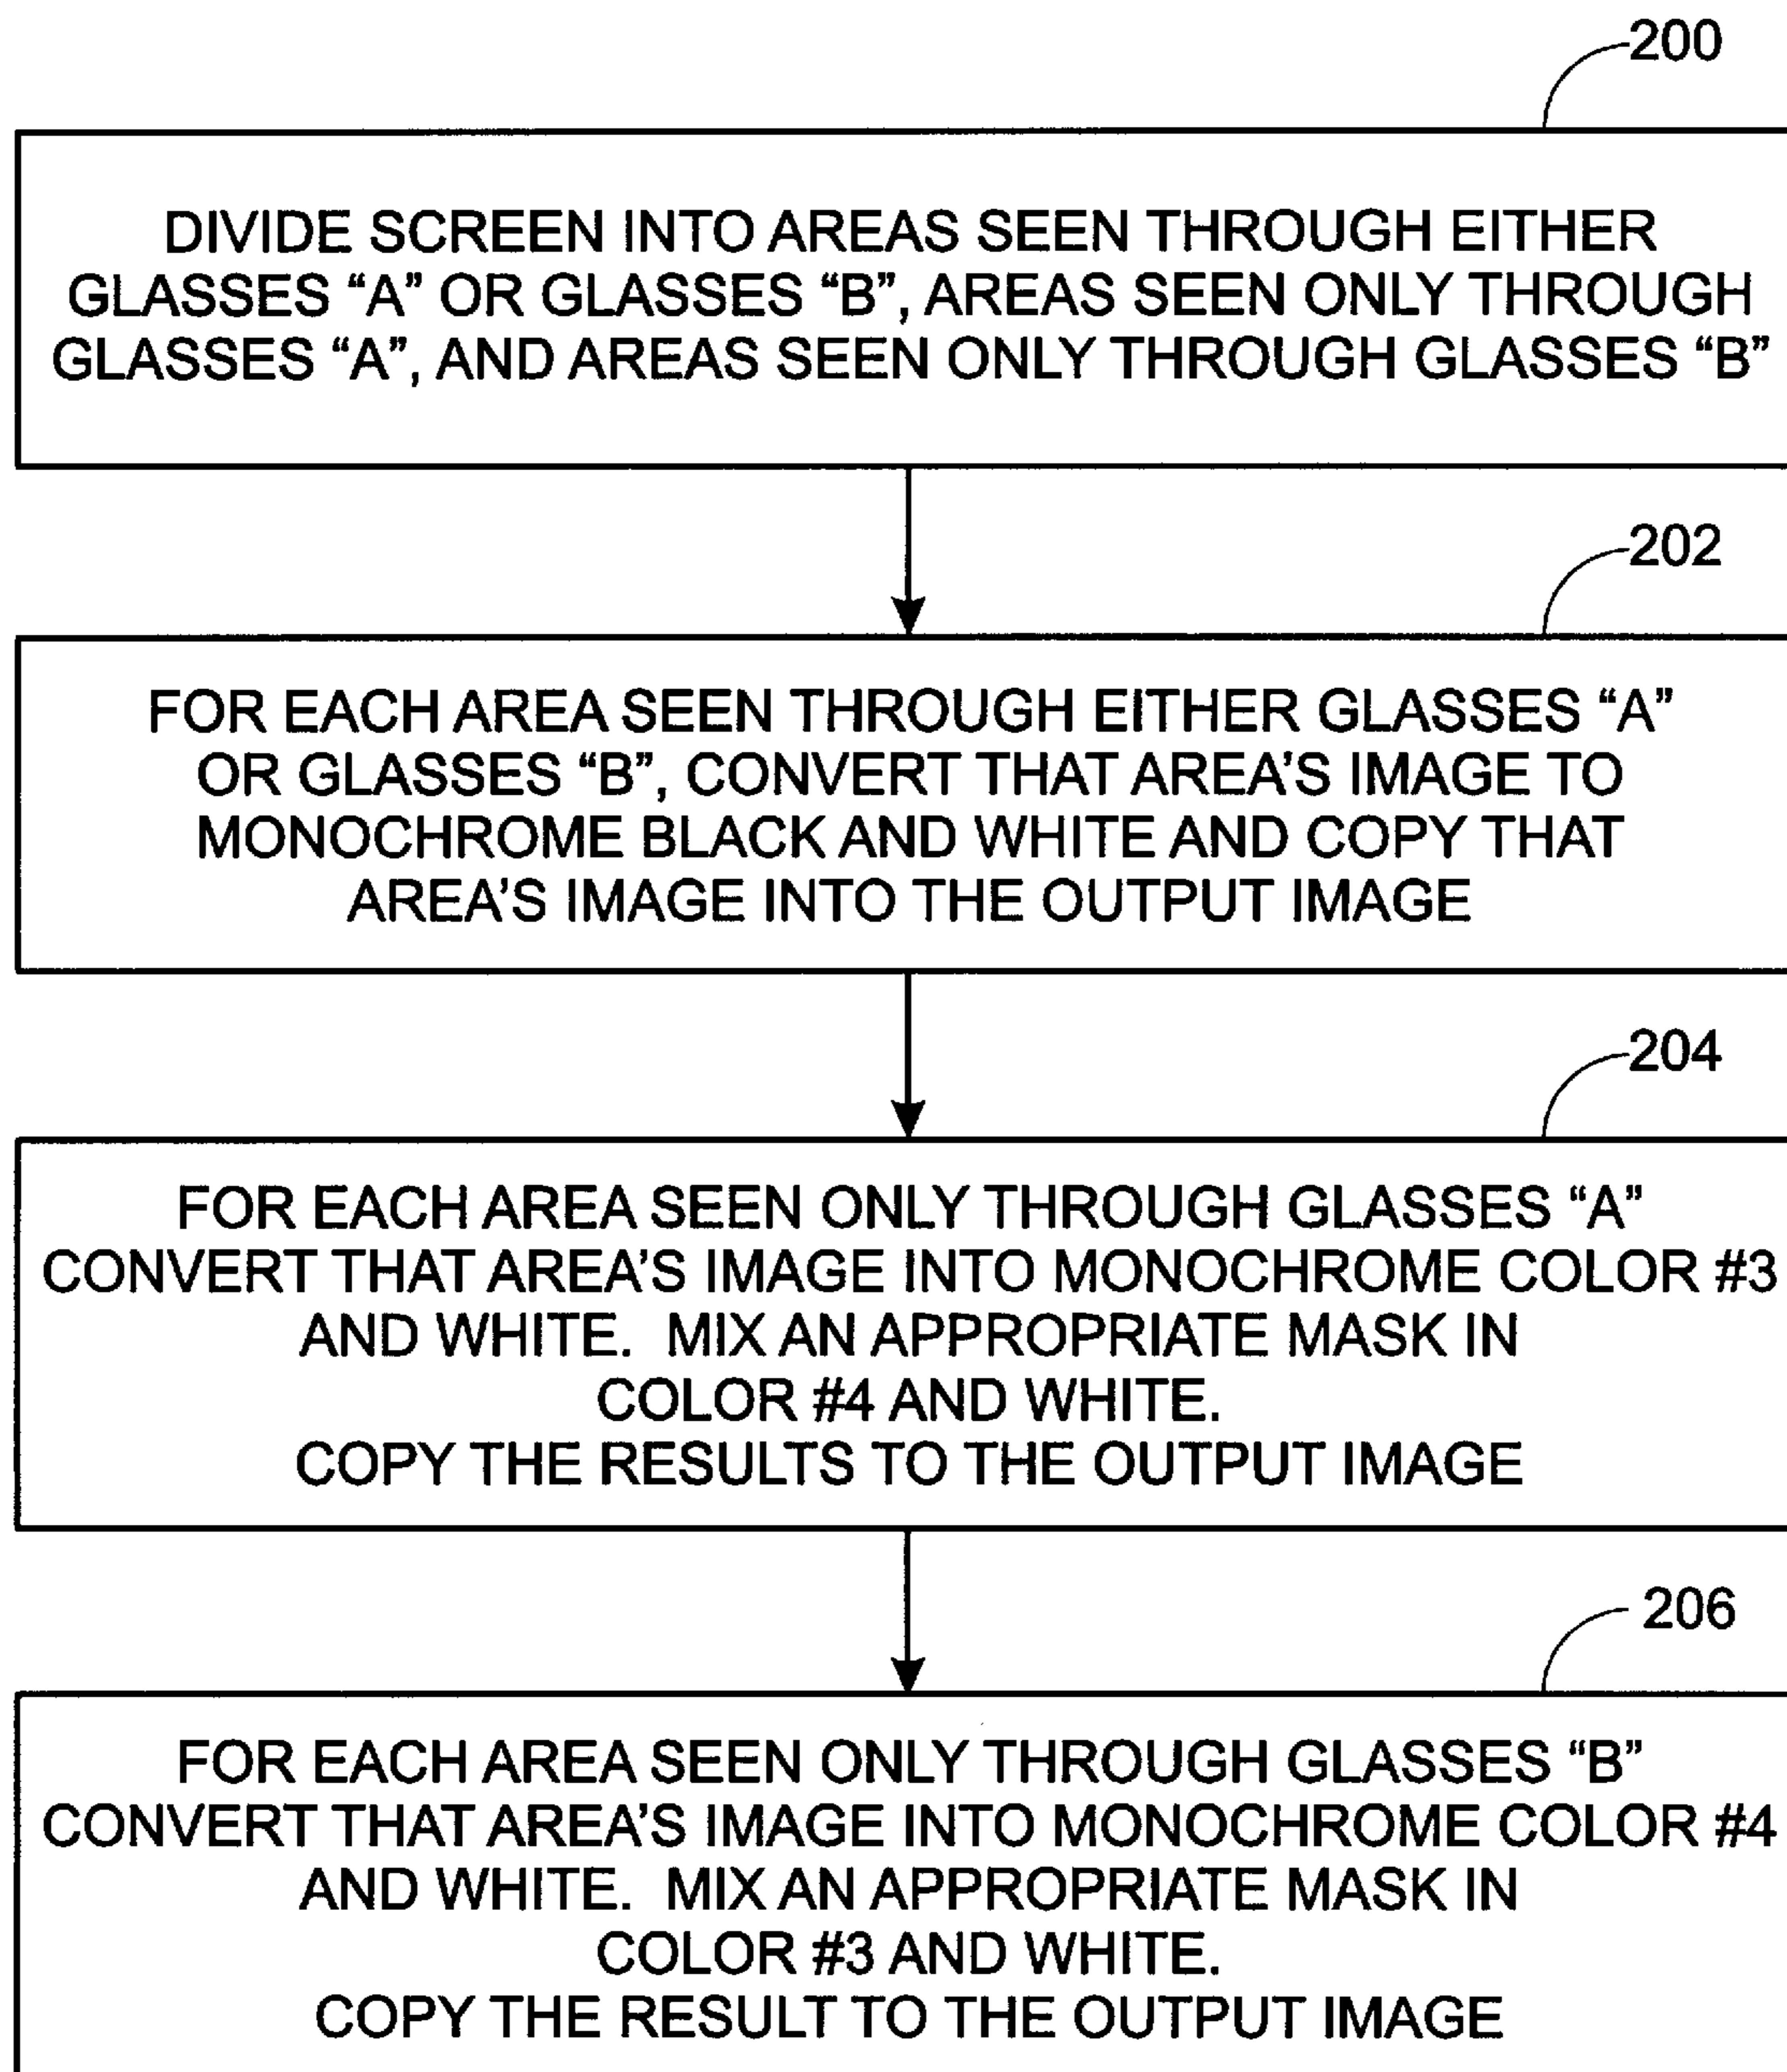 200
DIVIDE SCREEN INTO AREAS SEEN THROUGH EITHER
GLASSES “A” OR GLASSES “B”, AREAS SEEN ONLY THROUGH
GLASSES “A”, AND AREAS SEEN ONLY THROUGH GLASSES “B”
202
FOR EACH AREA SEEN THROUGH EITHER GLASSES “A”
OR GLASSES “B”, CONVERT THAT AREA’S IMAGE TO
MONOCHROME BLACK AND WHITE AND COPY THAT
AREA’S IMAGE INTO THE OUTPUT IMAGE
204
FOR EACH AREA SEEN ONLY THROUGH GLASSES “A”
CONVERT THAT AREA’S IMAGE INTO MONOCHROME COLOR #3
AND WHITE. MIX AN APPROPRIATE MASK IN
COLOR #4 AND WHITE.
COPY THE RESULTS TO THE OUTPUT IMAGE
206
FOR EACH AREA SEEN ONLY THROUGH GLASSES “B”
CONVERT THAT AREA’S IMAGE INTO MONOCHROME COLOR #4
AND WHITE. MIX AN APPROPRIATE MASK IN
COLOR #3 AND WHITE.
COPY THE RESULT TO THE OUTPUT IMAGE